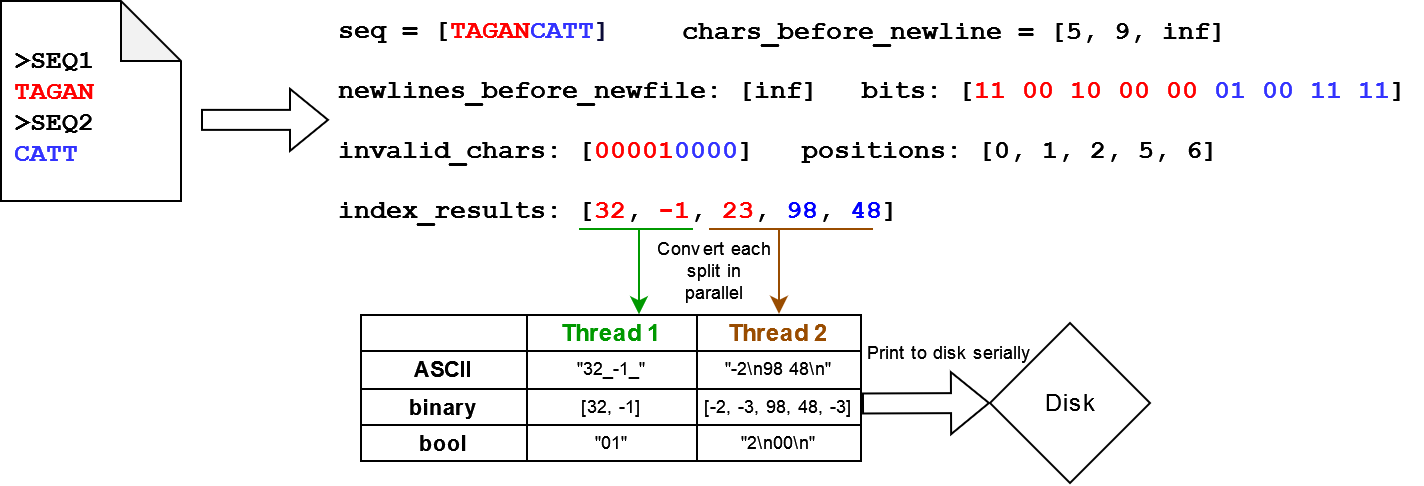 >SEQ1
TAGAN
>SEQ2
CATT
seq = [TAGANCATT] chars_before_newline = [5, 9, inf]
newlines_before_newfile: [inf] bits: [11 00 10 00 00 01 00 11 11]
invalid_chars: [000010000] positions: [0, 1, 2, 5, 6]
index_results: [32, -1, 23, 98, 48]
Convert each
split in
parallel
Thread 1 Thread 2
ASCII "32_-1_" "-2\n98 48\n"
binary [32, -1] [-2, -3, 98, 48, -3]
bool "01" "2\n00\n"
Print to disk serially
Disk